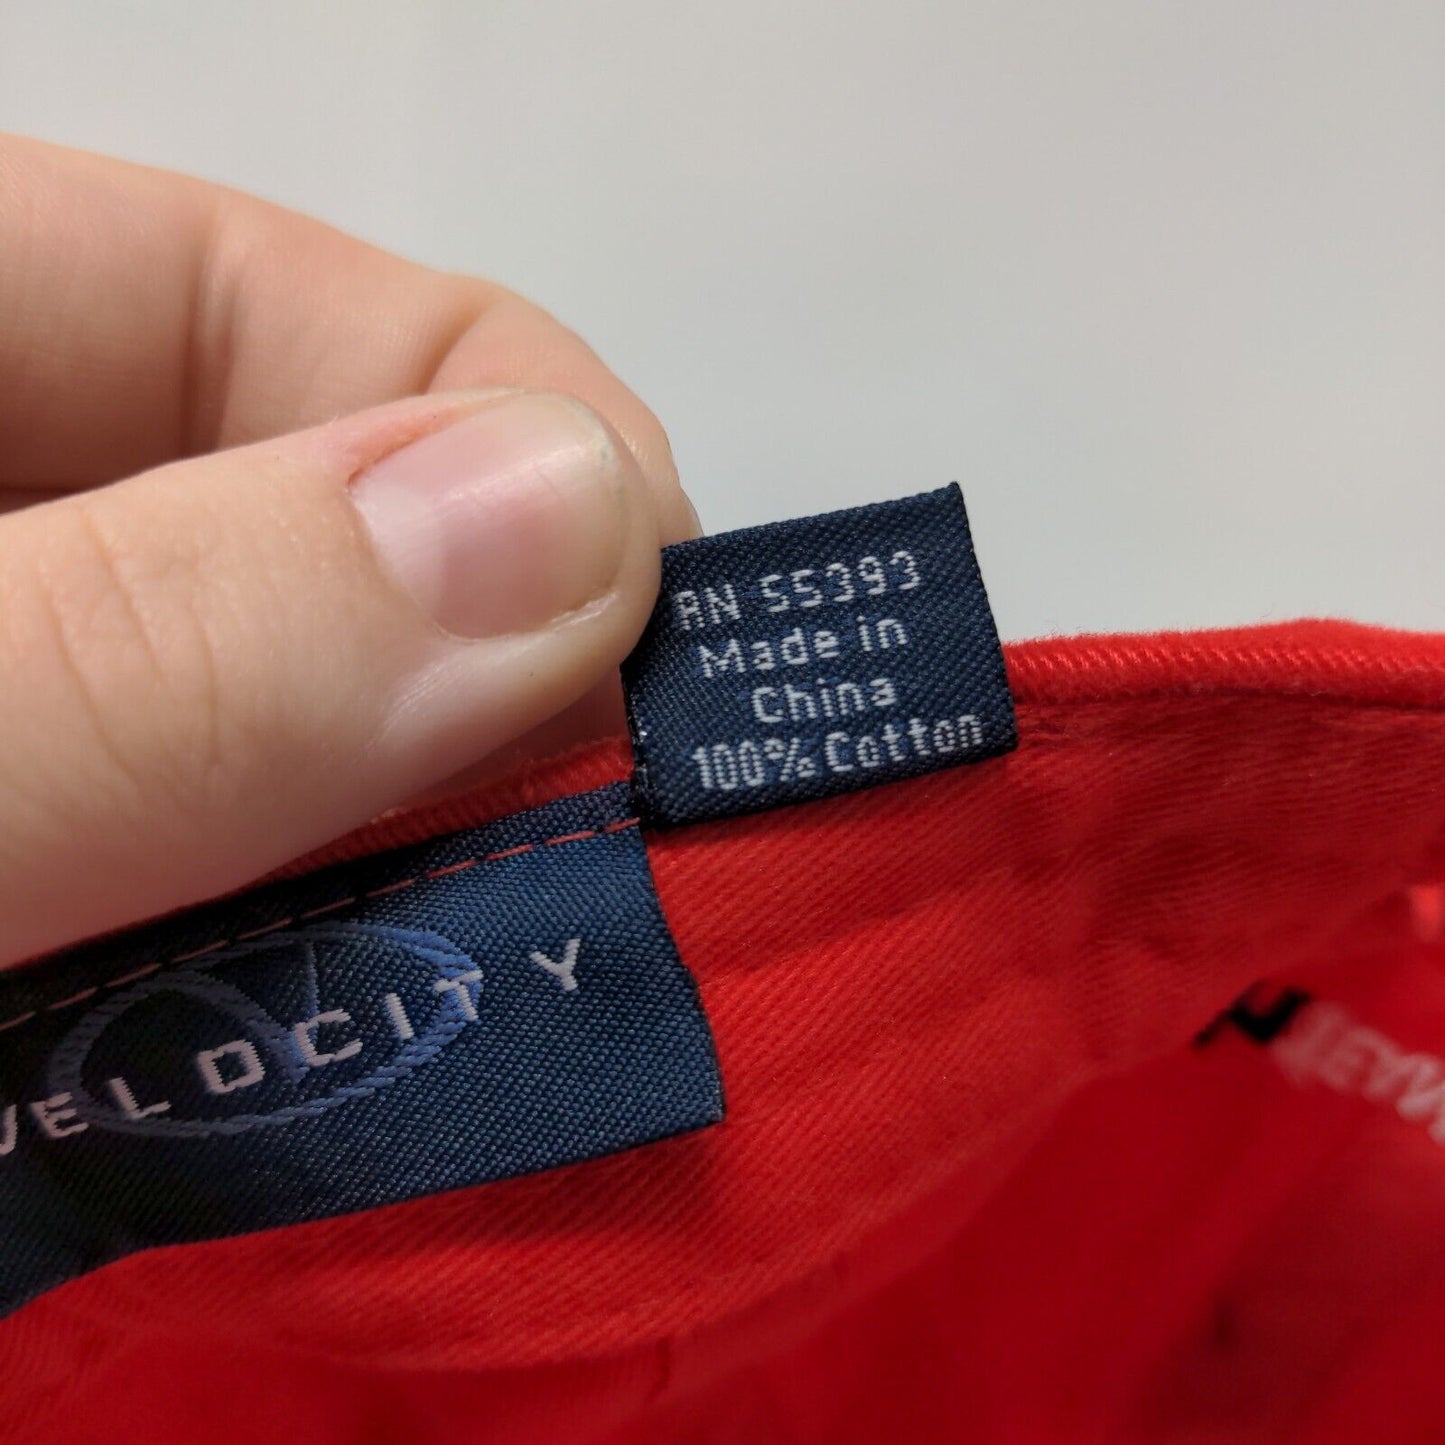 RN 55393
Made in
China
100% Cotton
VELOCITY